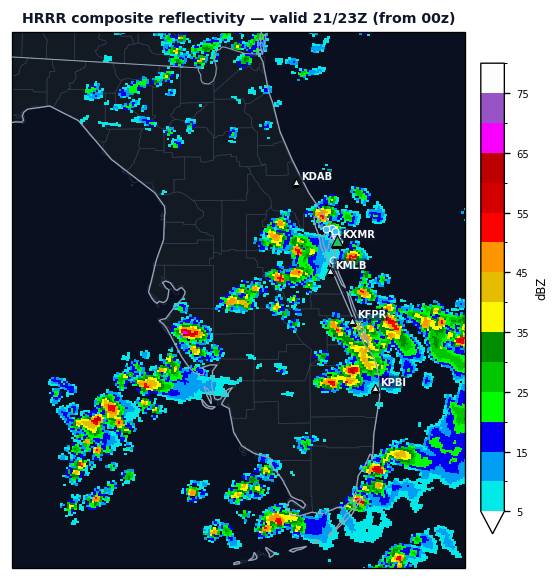 HRRR composite reflectivity — valid 21/23Z (from 00z)
KDAB
KXMR
KMLB
KFPR
KPBI
75
65
55
45
35
25
15
5
dBZ